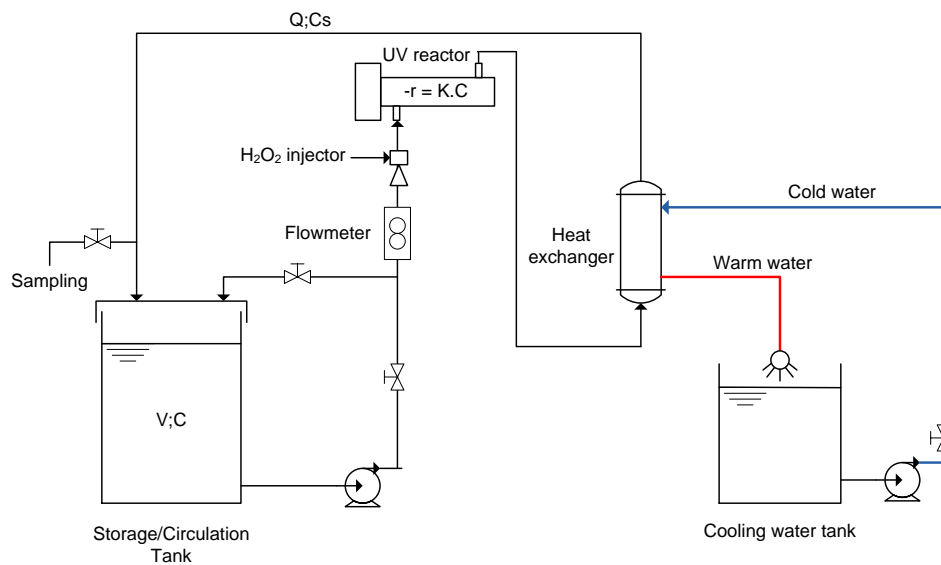 Q;Cs
UV reactor
-r = K.C
H₂O₂ injector
Cold water
Flowmeter
Heat
exchanger
Warm water
Sampling
V;C
Storage/Circulation
Tank
Cooling water tank